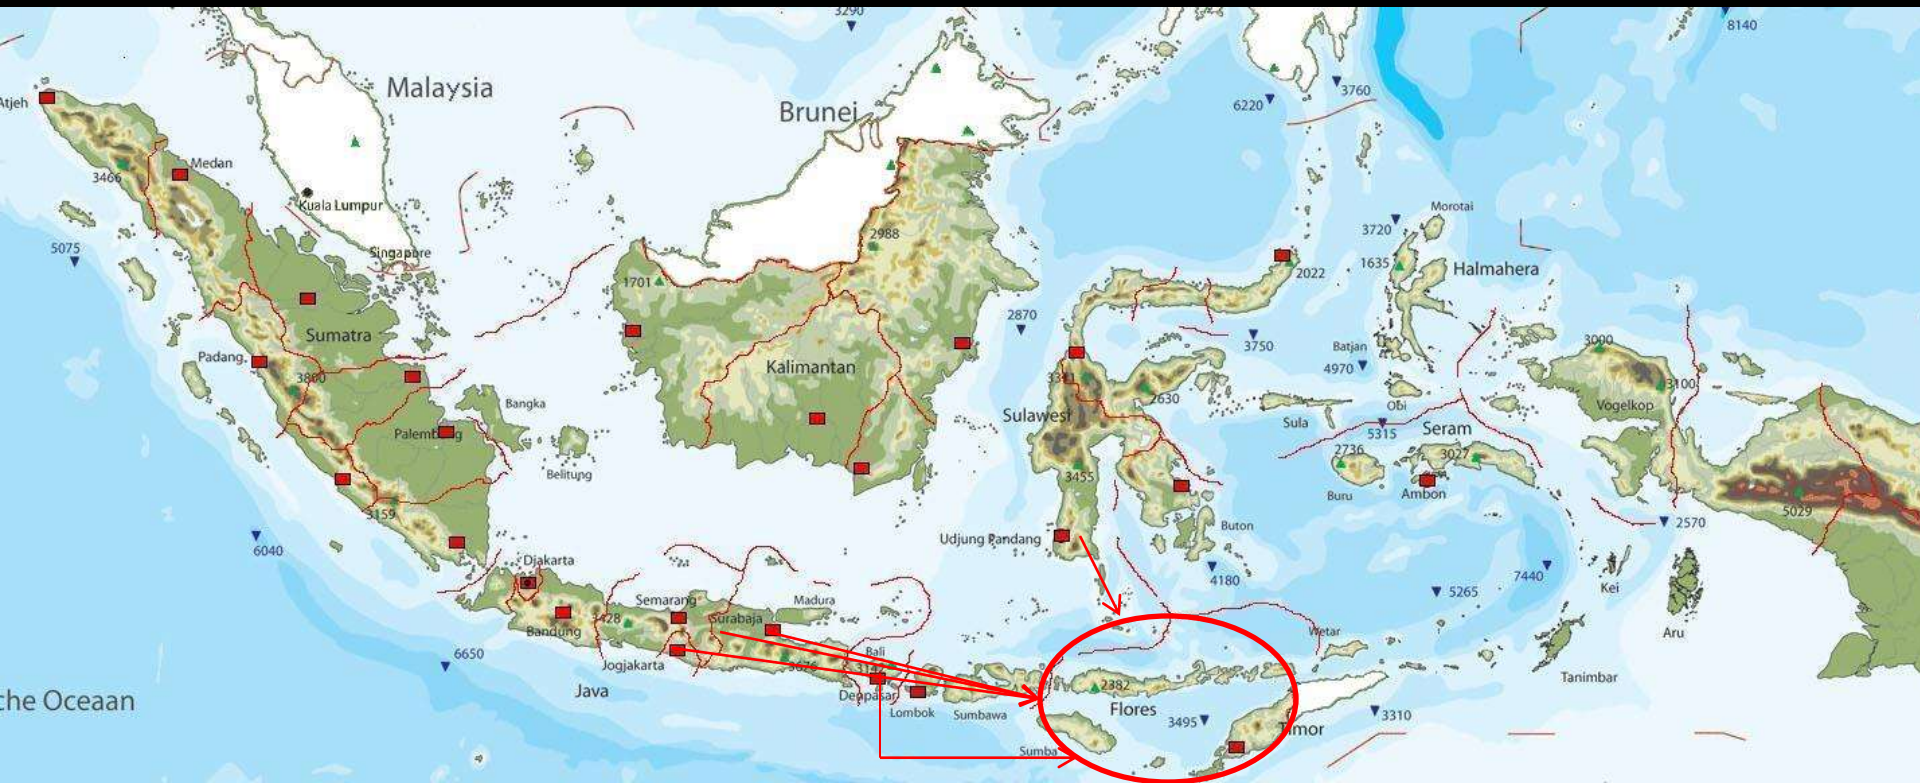 3290
8140
Malaysia
3760
Atjeh
6220
Brunei
Medan
3466
Kuala Lumpur
Morotai
3720
2988
5075
Singapore
1635
Halmahera
2022
1701
2870
Sumatra
3750
Batjan
3000
Padang
4970
Kalimantan
3800
3100
2630
Bangka
Obi
Vogelkop
Sulawesi
Sula
5315
Seram
Palembang
2736
3027
Belitung
3455
Buru
Ambon
5029
3159
2570
Buton
Udjung Pandang
6040
Djakarta
4180
7440
Kei
5265
Semarang
Madura
Surabaja
3428
Bandung
Wetar
Aru
6650
Jogjakarta
Bali
3676
3142
Tanimbar
2382
Java
Denpasar
che Oceaan
Lombok
Sumbawa
Flores
3495
3310
Timor
Sumba